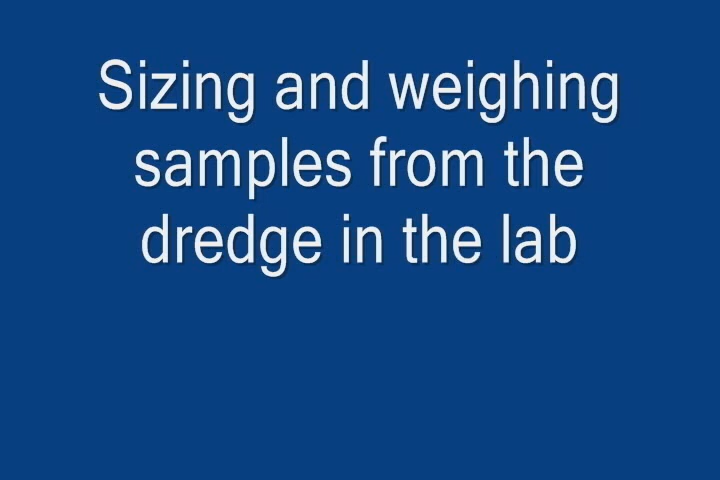 Sizing and weighing
samples from the
dredge in the lab